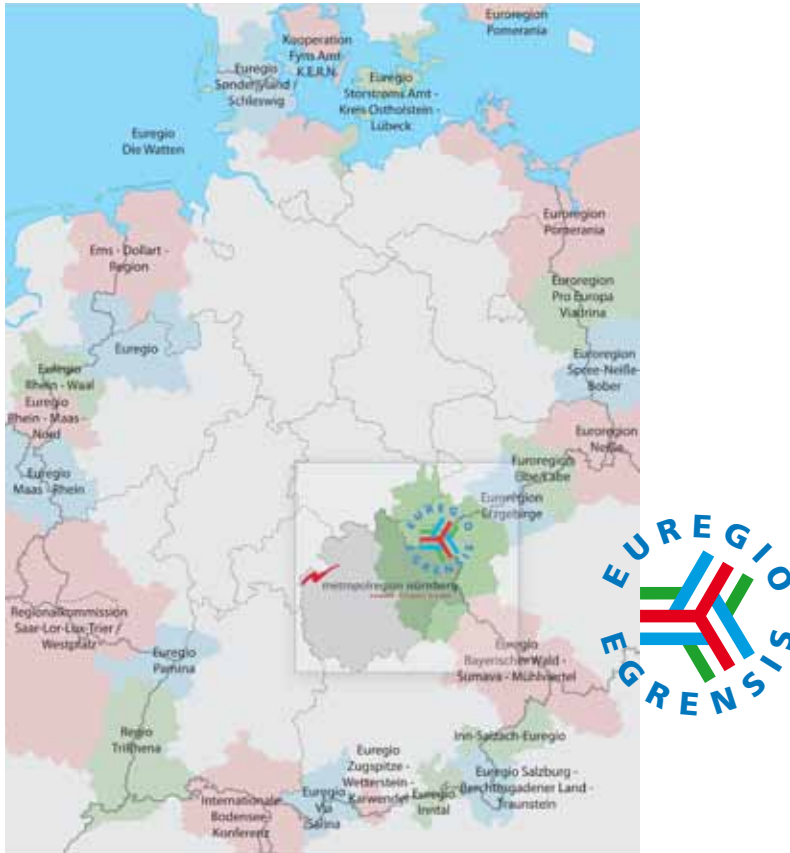 Euroregion
Pomerania
Kooperation
Fyns Amt-
K.E.R.N.
Euregio
Sønderjylland /
Schleswig
Euregio
Storstrøms Amt -
Kreis Ostholstein -
Lübeck
Euregio
Die Watten
Euroregion
Pomerania
Ems - Dollart -
Region
Euroregion
Pro Europa
Viadrina
Euregio
Euroregion
Spree-Neiße-
Bober
Euregio
Rhein - Waal
Euregio
Rhein - Maas -
Nord
Euroregion
Neiße
Euregio
Maas - Rhein
Euroregion
Elbe/Labe
Euroregion
Erzgebirge
EUREGIO
EGRENSIS
metropolregion nürnberg
Regionalkommission
Saar-Lor-Lux-Trier /
Westpfalz
Euregio
Pamina
Euregio
Bayerischer Wald -
Sumava - Mühlviertel
EUREGIO
EGRENSIS
Regio
TriRhena
Inn-Salzach-Euregio
Euregio
Zugspitze -
Wetterstein -
Karwendel
Euregio Salzburg -
Berchtesgadener Land -
Traunstein
Internationale
Bodensee-
Konferenz
Euregio
Via
Salina
Euregio
Inntal